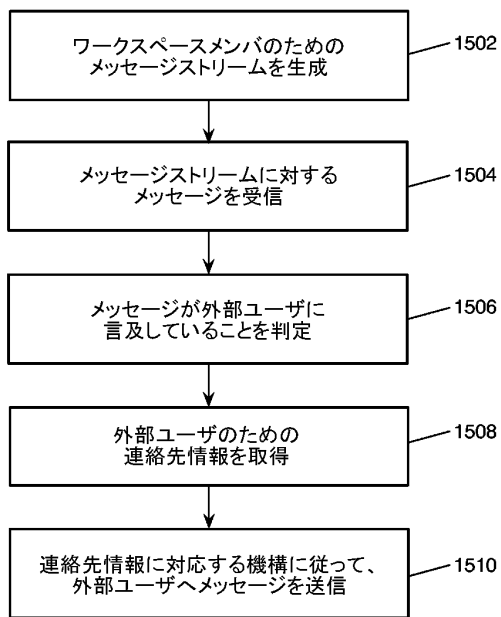 ワークスペースメンバのための
メッセージストリームを生成
1502
メッセージストリームに対する
メッセージを受信
1504
メッセージが外部ユーザに
言及していることを判定
1506
外部ユーザのための
連絡先情報を取得
1508
連絡先情報に対応する機構に従って、
外部ユーザへメッセージを送信
1510